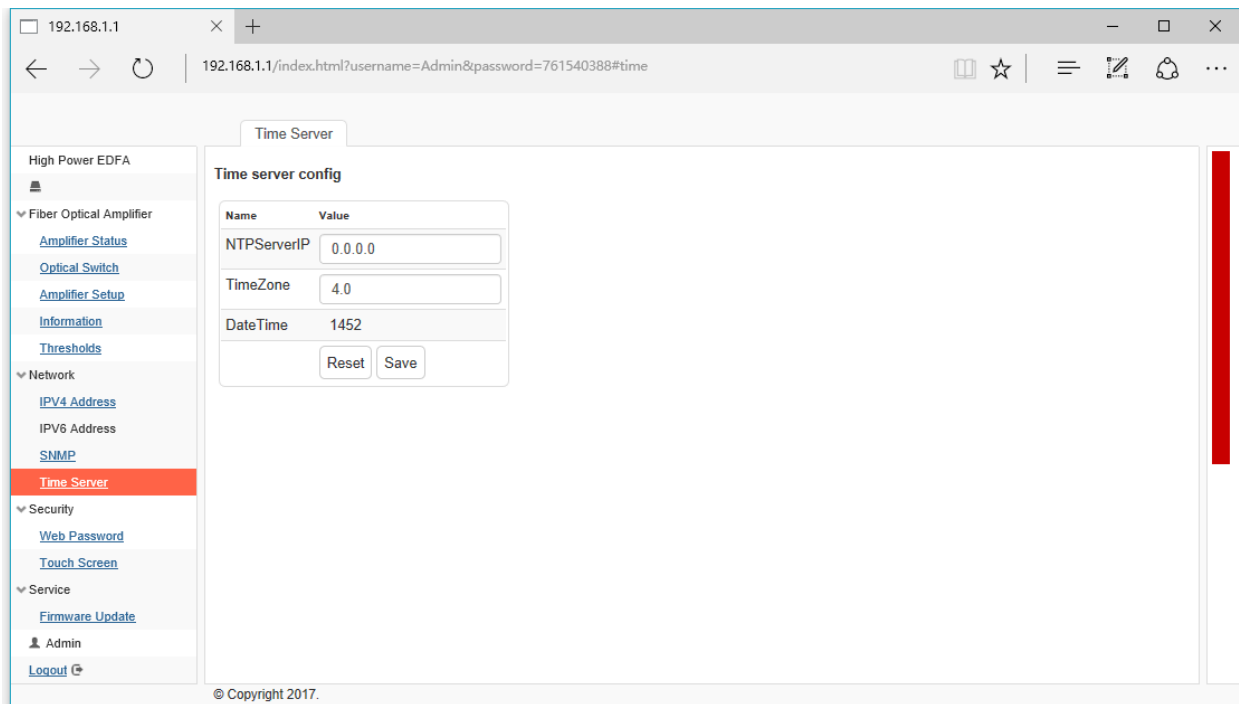 192.168.1.1
192.168.1.1/index.html?username=Admin&password=761540388#time
Time Server
High Power EDFA
Fiber Optical Amplifier
Amplifier Status
Optical Switch
Amplifier Setup
Information
Thresholds
Network
IPV4 Address
IPV6 Address
SNMP
Time Server
Security
Web Password
Touch Screen
Service
Firmware Update
Admin
Logout
Time server config
Name Value
NTPServerIP 0.0.0.0
TimeZone 4.0
DateTime 1452
Reset Save
© Copyright 2017.